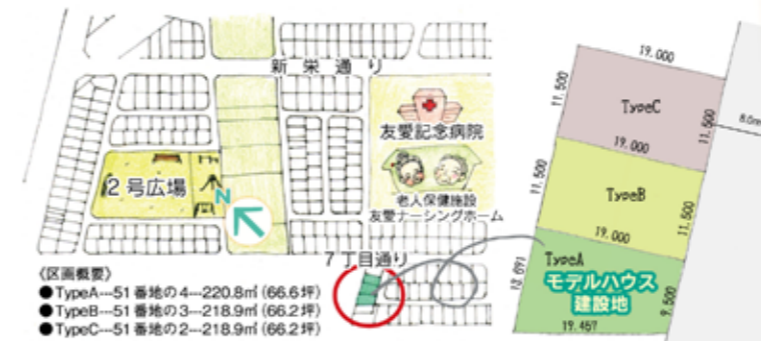 新栄通り
友愛記念病院
2号広場
N
老人保健施設
友愛ナーシングホーム
7丁目通り
〈区画概要〉
●TypeA---51番地の4---220.8㎡(66.6坪)
●TypeB---51番地の3---218.9㎡(66.2坪)
●TypeC---51番地の2---218.9㎡(66.2坪)
19.000
11.500
TypeC
11.500
8.0m
19.000
11.500
TypeB
11.500
19.000
TypeA
13.691
モデルハウス
建設地
9.500
19.457